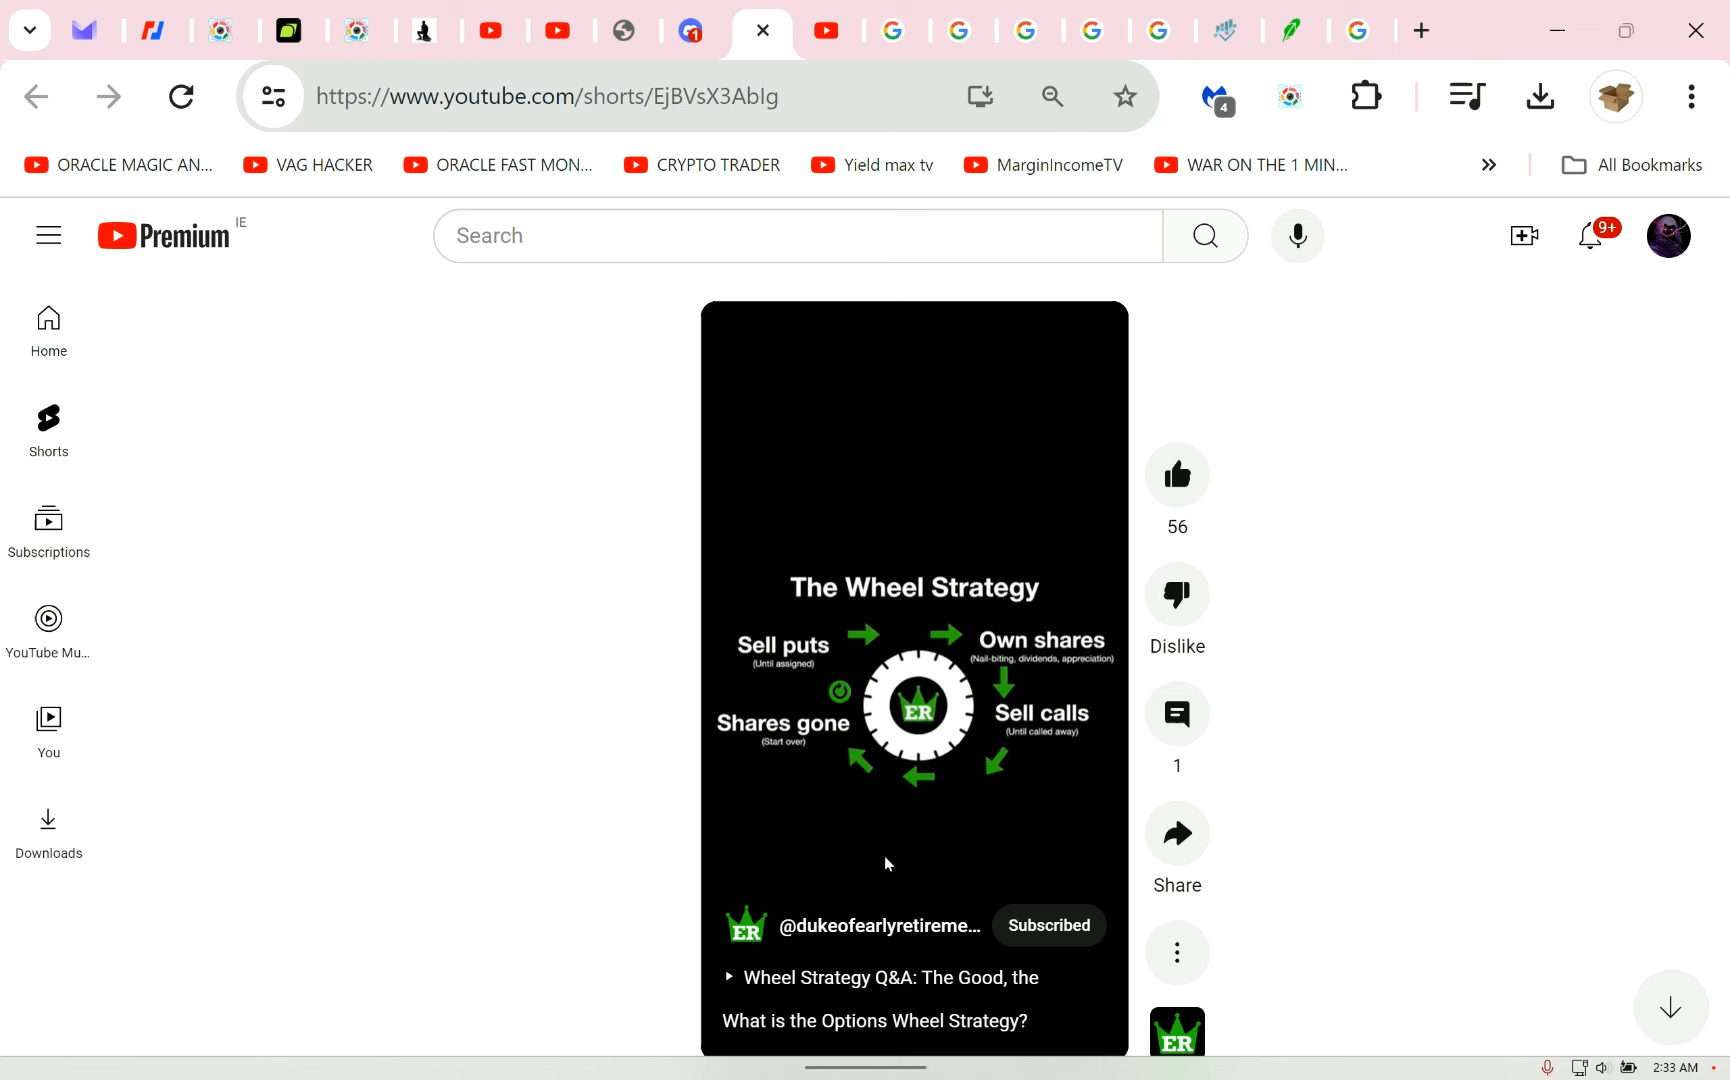 1
https://www.youtube.com/shorts/EjBVsX3AbIg
4
ORACLE MAGIC AN...
VAG HACKER
ORACLE FAST MON...
CRYPTO TRADER
Yield max tv
MarginIncomeTV
WAR ON THE 1 MIN...
All Bookmarks
Premium
IE
Search
9+
Home
Shorts
Subscriptions
YouTube Mu...
You
Downloads
The Wheel Strategy
Sell puts
(Until assigned)
Own shares
(Nail-biting, dividends, appreciation)
ER
Sell calls
(Until called away)
Shares gone
(Start over)
ER
@dukeofearlyretireme...
Subscribed
Wheel Strategy Q&A: The Good, the
What is the Options Wheel Strategy?
56
Dislike
1
Share
ER
2:33 AM